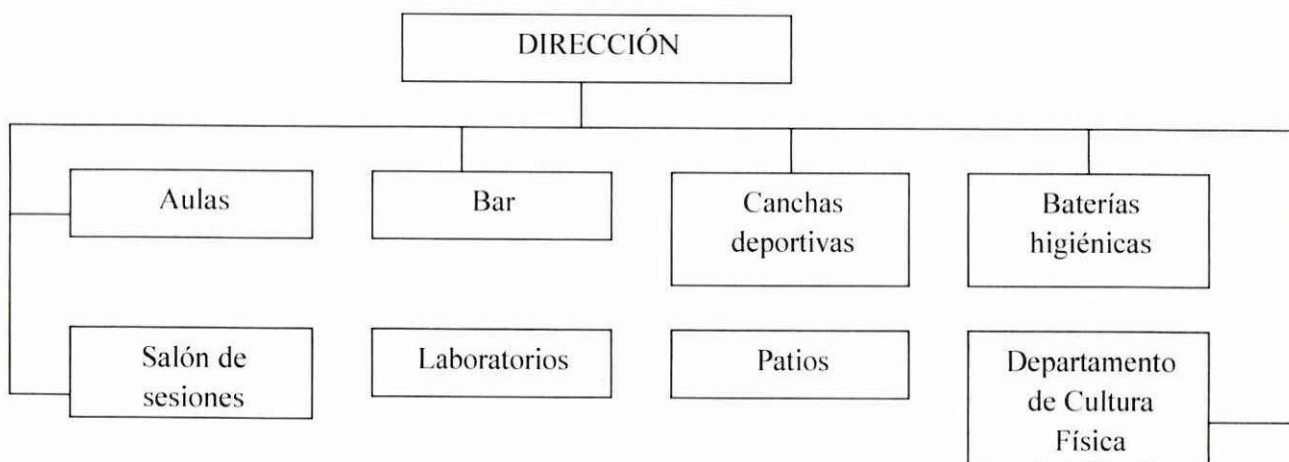 DIRECCIÓN
Aulas
Bar
Canchas
deportivas
Baterías
higiénicas
Salón de
sesiones
Laboratorios
Patios
Departamento
de Cultura
Física